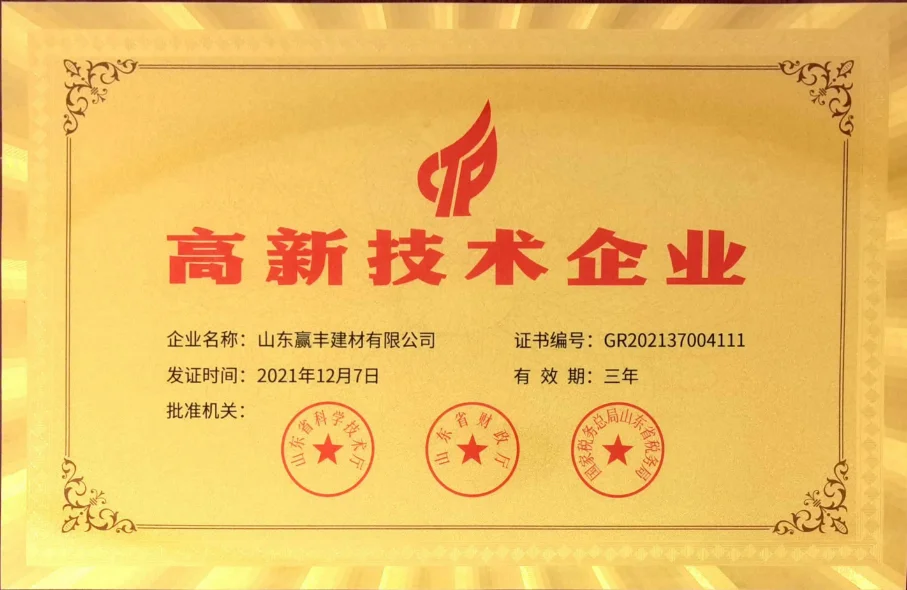 高新技术企业
企业名称：山东赢丰建材有限公司
证书编号：GR202137004111
发证时间：2021年12月7日
有 效 期：三年
批准机关：
山东省科学技术厅
山东省财政厅
国家税务总局山东省税务局